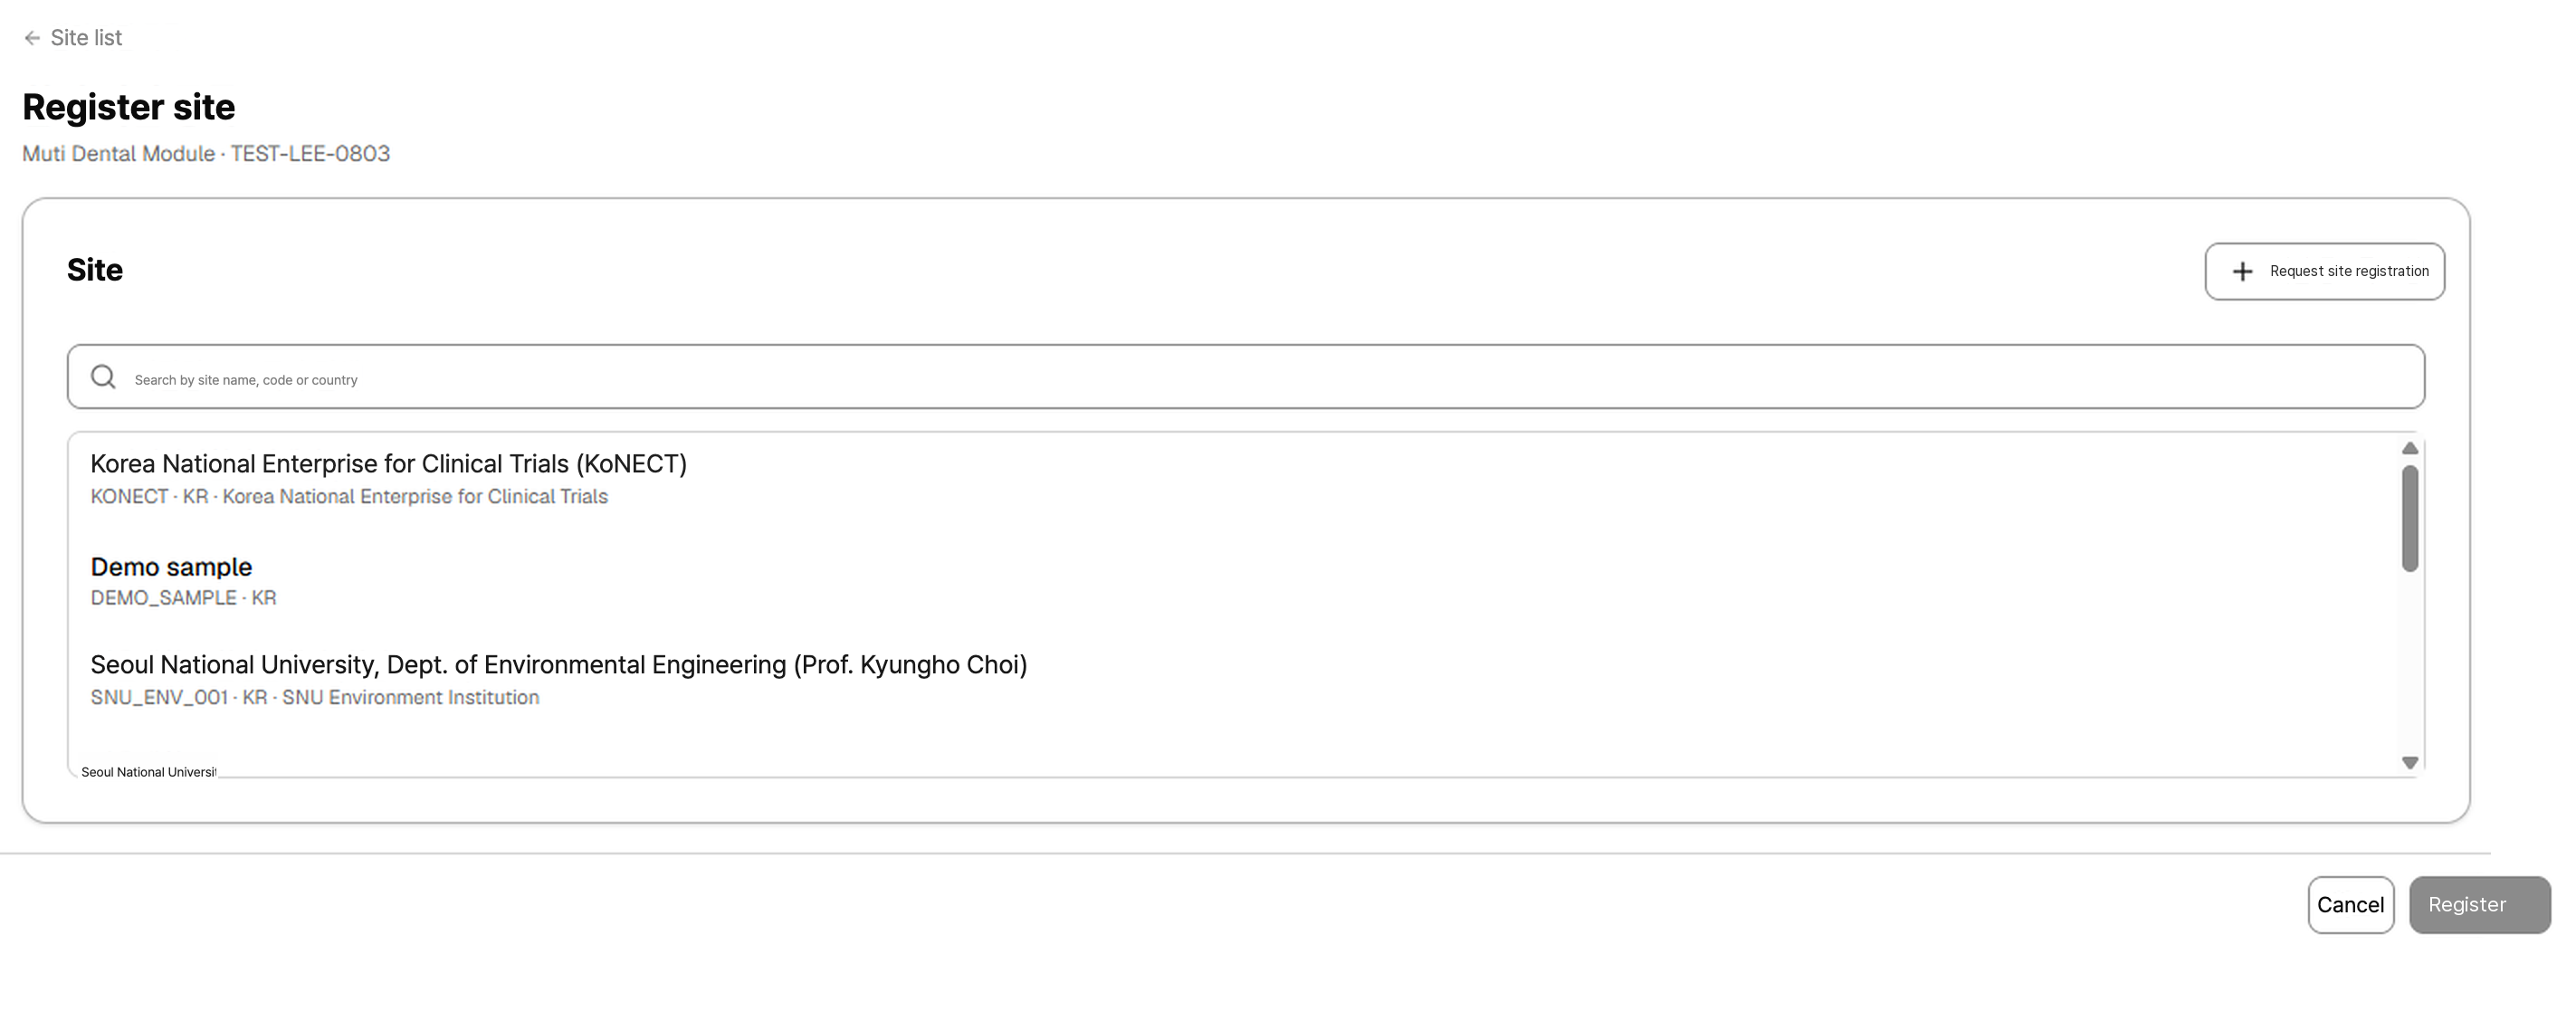 Site list
Register site
Muti Dental Module · TEST-LEE-0803
Site
Request site registration
Search by site name, code or country
Korea National Enterprise for Clinical Trials (KoNECT)
KONECT · KR · Korea National Enterprise for Clinical Trials
Demo sample
DEMO_SAMPLE · KR
Seoul National University, Dept. of Environmental Engineering (Prof. Kyungho Choi)
SNU_ENV_001 · KR · SNU Environment Institution
Seoul National Universit
Cancel
Register